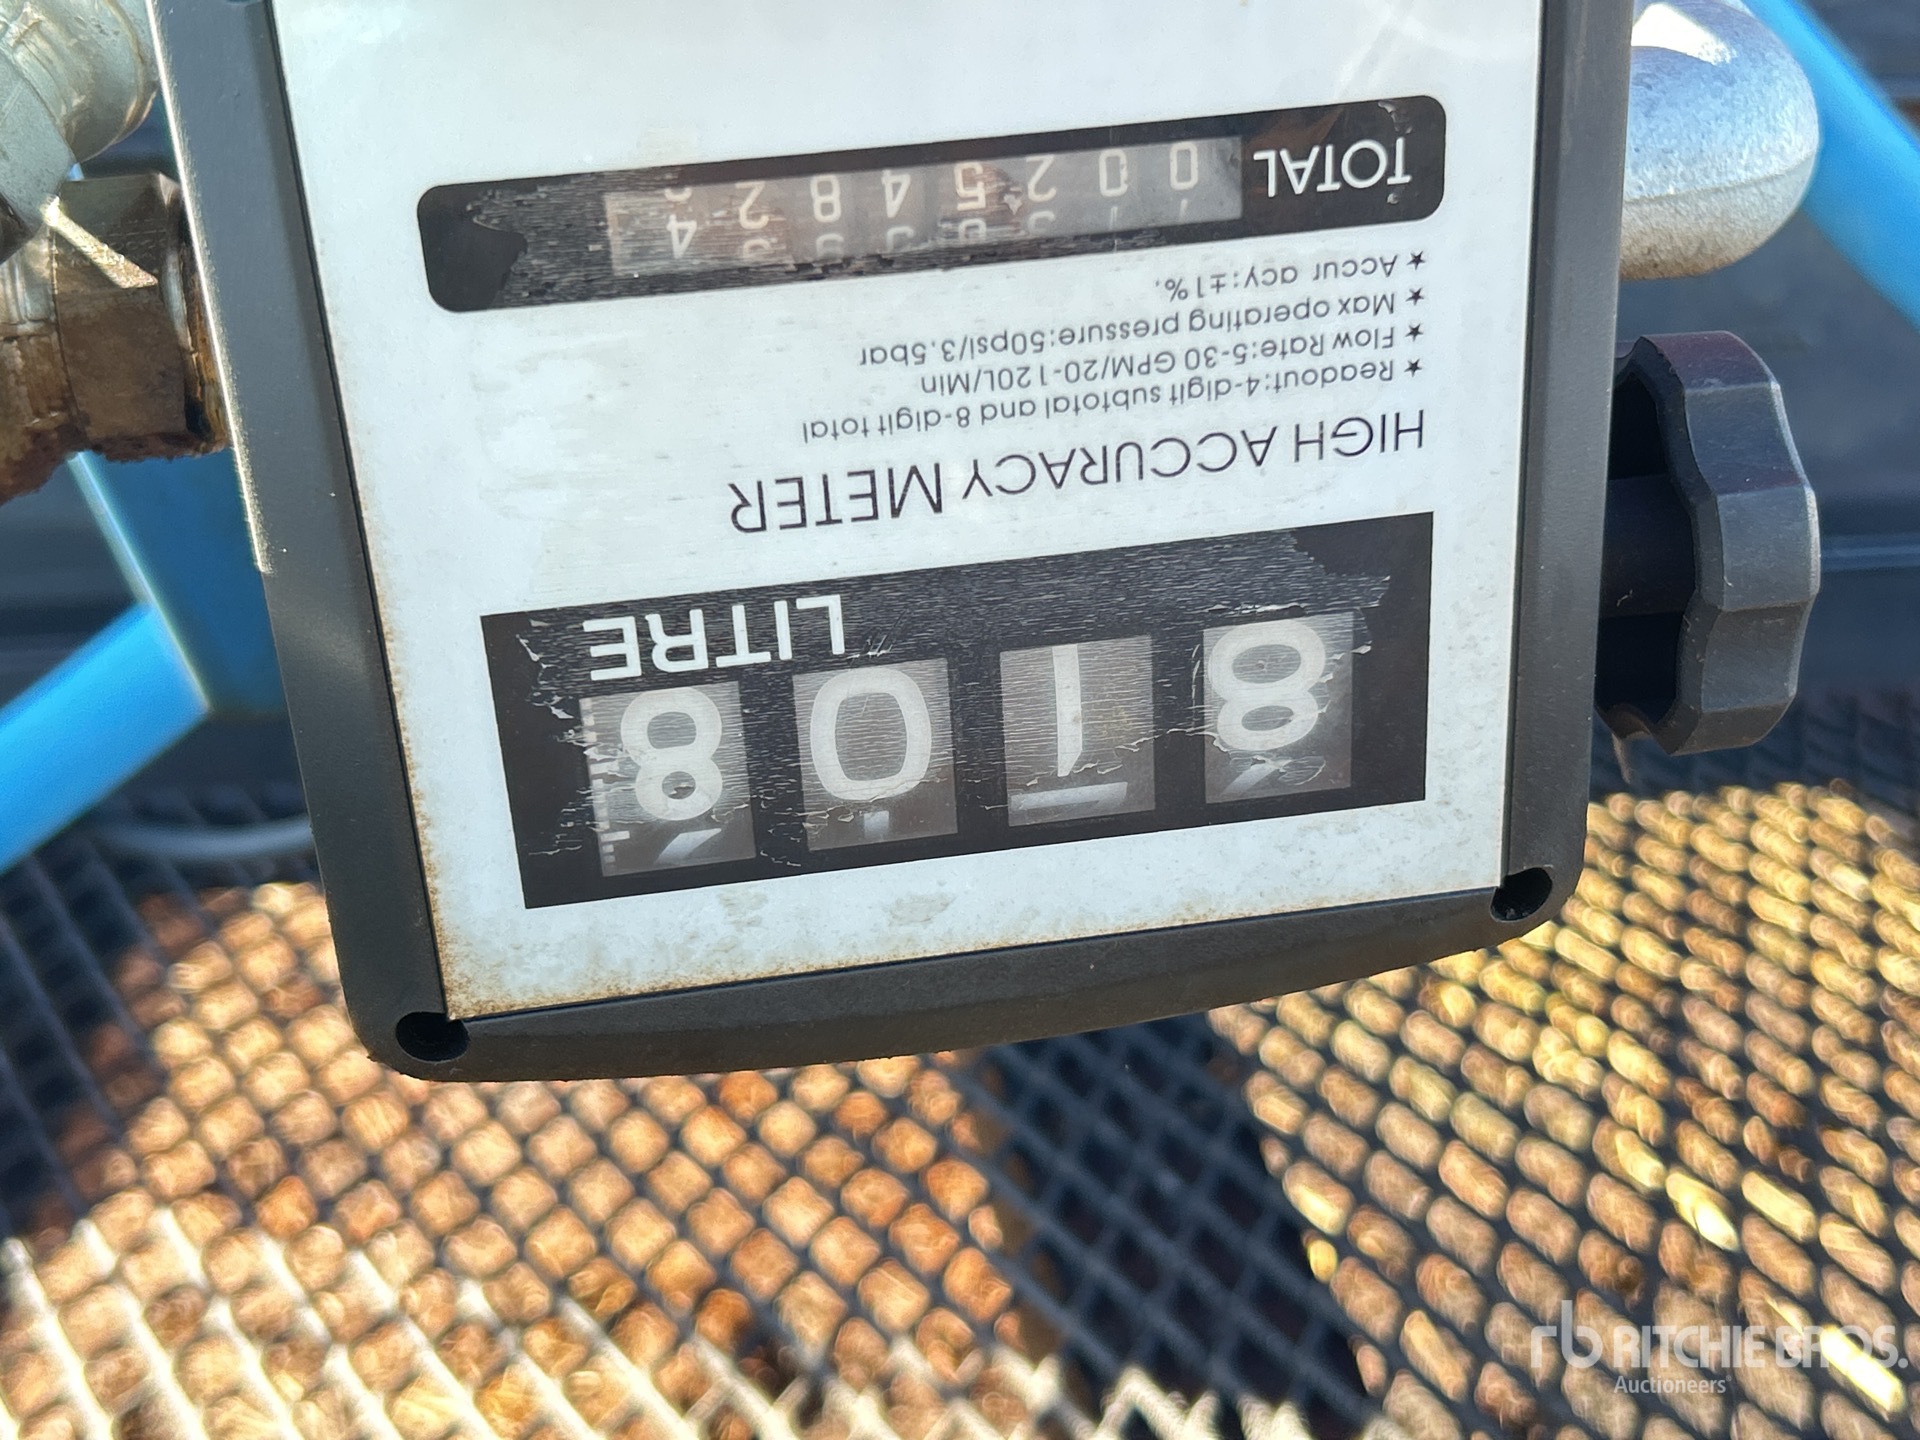 8108
LITRE
HIGH ACCURACY METER
★ Readout:4-digit subtotal and 8-digit total
★ Flow Rate:5-30 GPM/20-120L/Min
★ Max operating pressure:50psI/3.5bar
★ Accur acy:±1%.
TOTAL 00254824
rb RITCHIE BROS.
Auctioneers